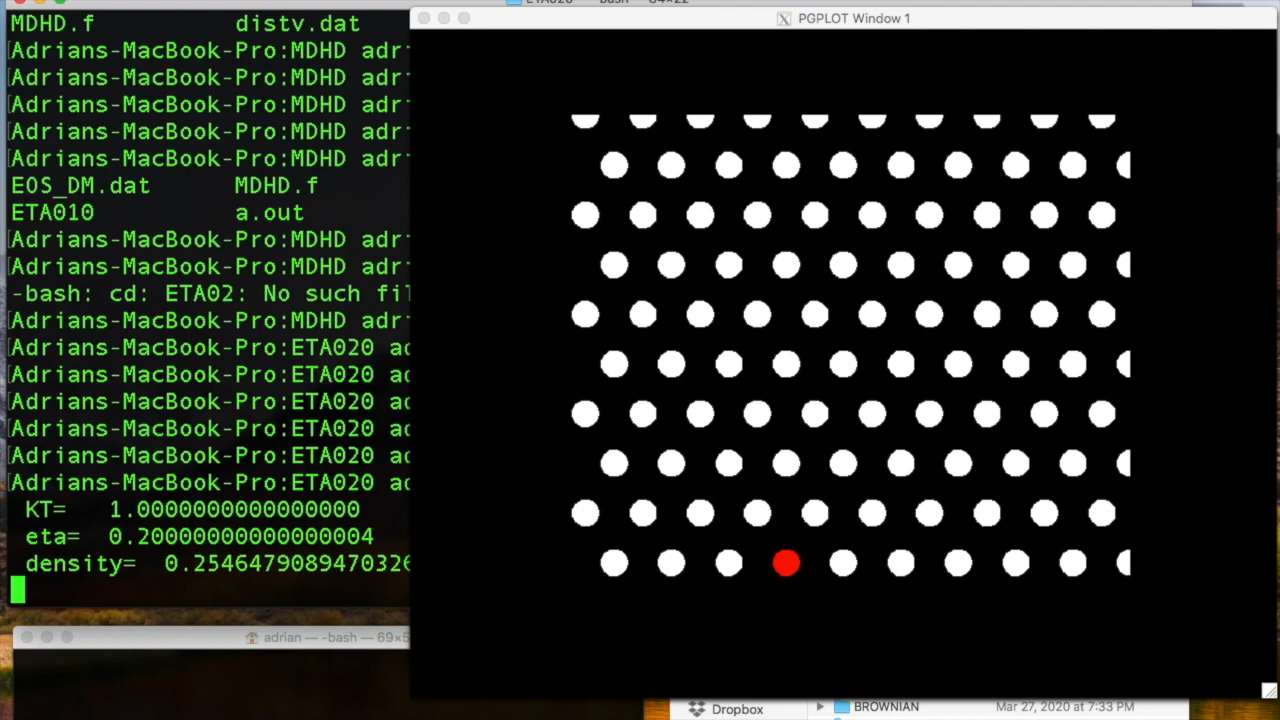 MDHD.f distv.dat
Adrians-MacBook-Pro:MDHD
Adrians-MacBook-Pro:MDHD
Adrians-MacBook-Pro:MDHD
Adrians-MacBook-Pro:MDHD
Adrians-MacBook-Pro:MDHD
EOS_DM.dat MDHD.f
ETA010 a.out
Adrians-MacBook-Pro:MDHD
Adrians-MacBook-Pro:MDHD
-bash: cd: ETA02: No such
Adrians-MacBook-Pro:MDHD
Adrians-MacBook-Pro:ETA020
Adrians-MacBook-Pro:ETA020
Adrians-MacBook-Pro:ETA020
Adrians-MacBook-Pro:ETA020
Adrians-MacBook-Pro:ETA020
Adrians-MacBook-Pro:ETA020
KT= 1.0000000000000000
eta= 0.20000000000000004
density= 0.2546479089470326
PGPLOT Window 1
adrian — -bash —
Dropbox
BROWNIAN Mar 27, 2020 at 7:33 PM